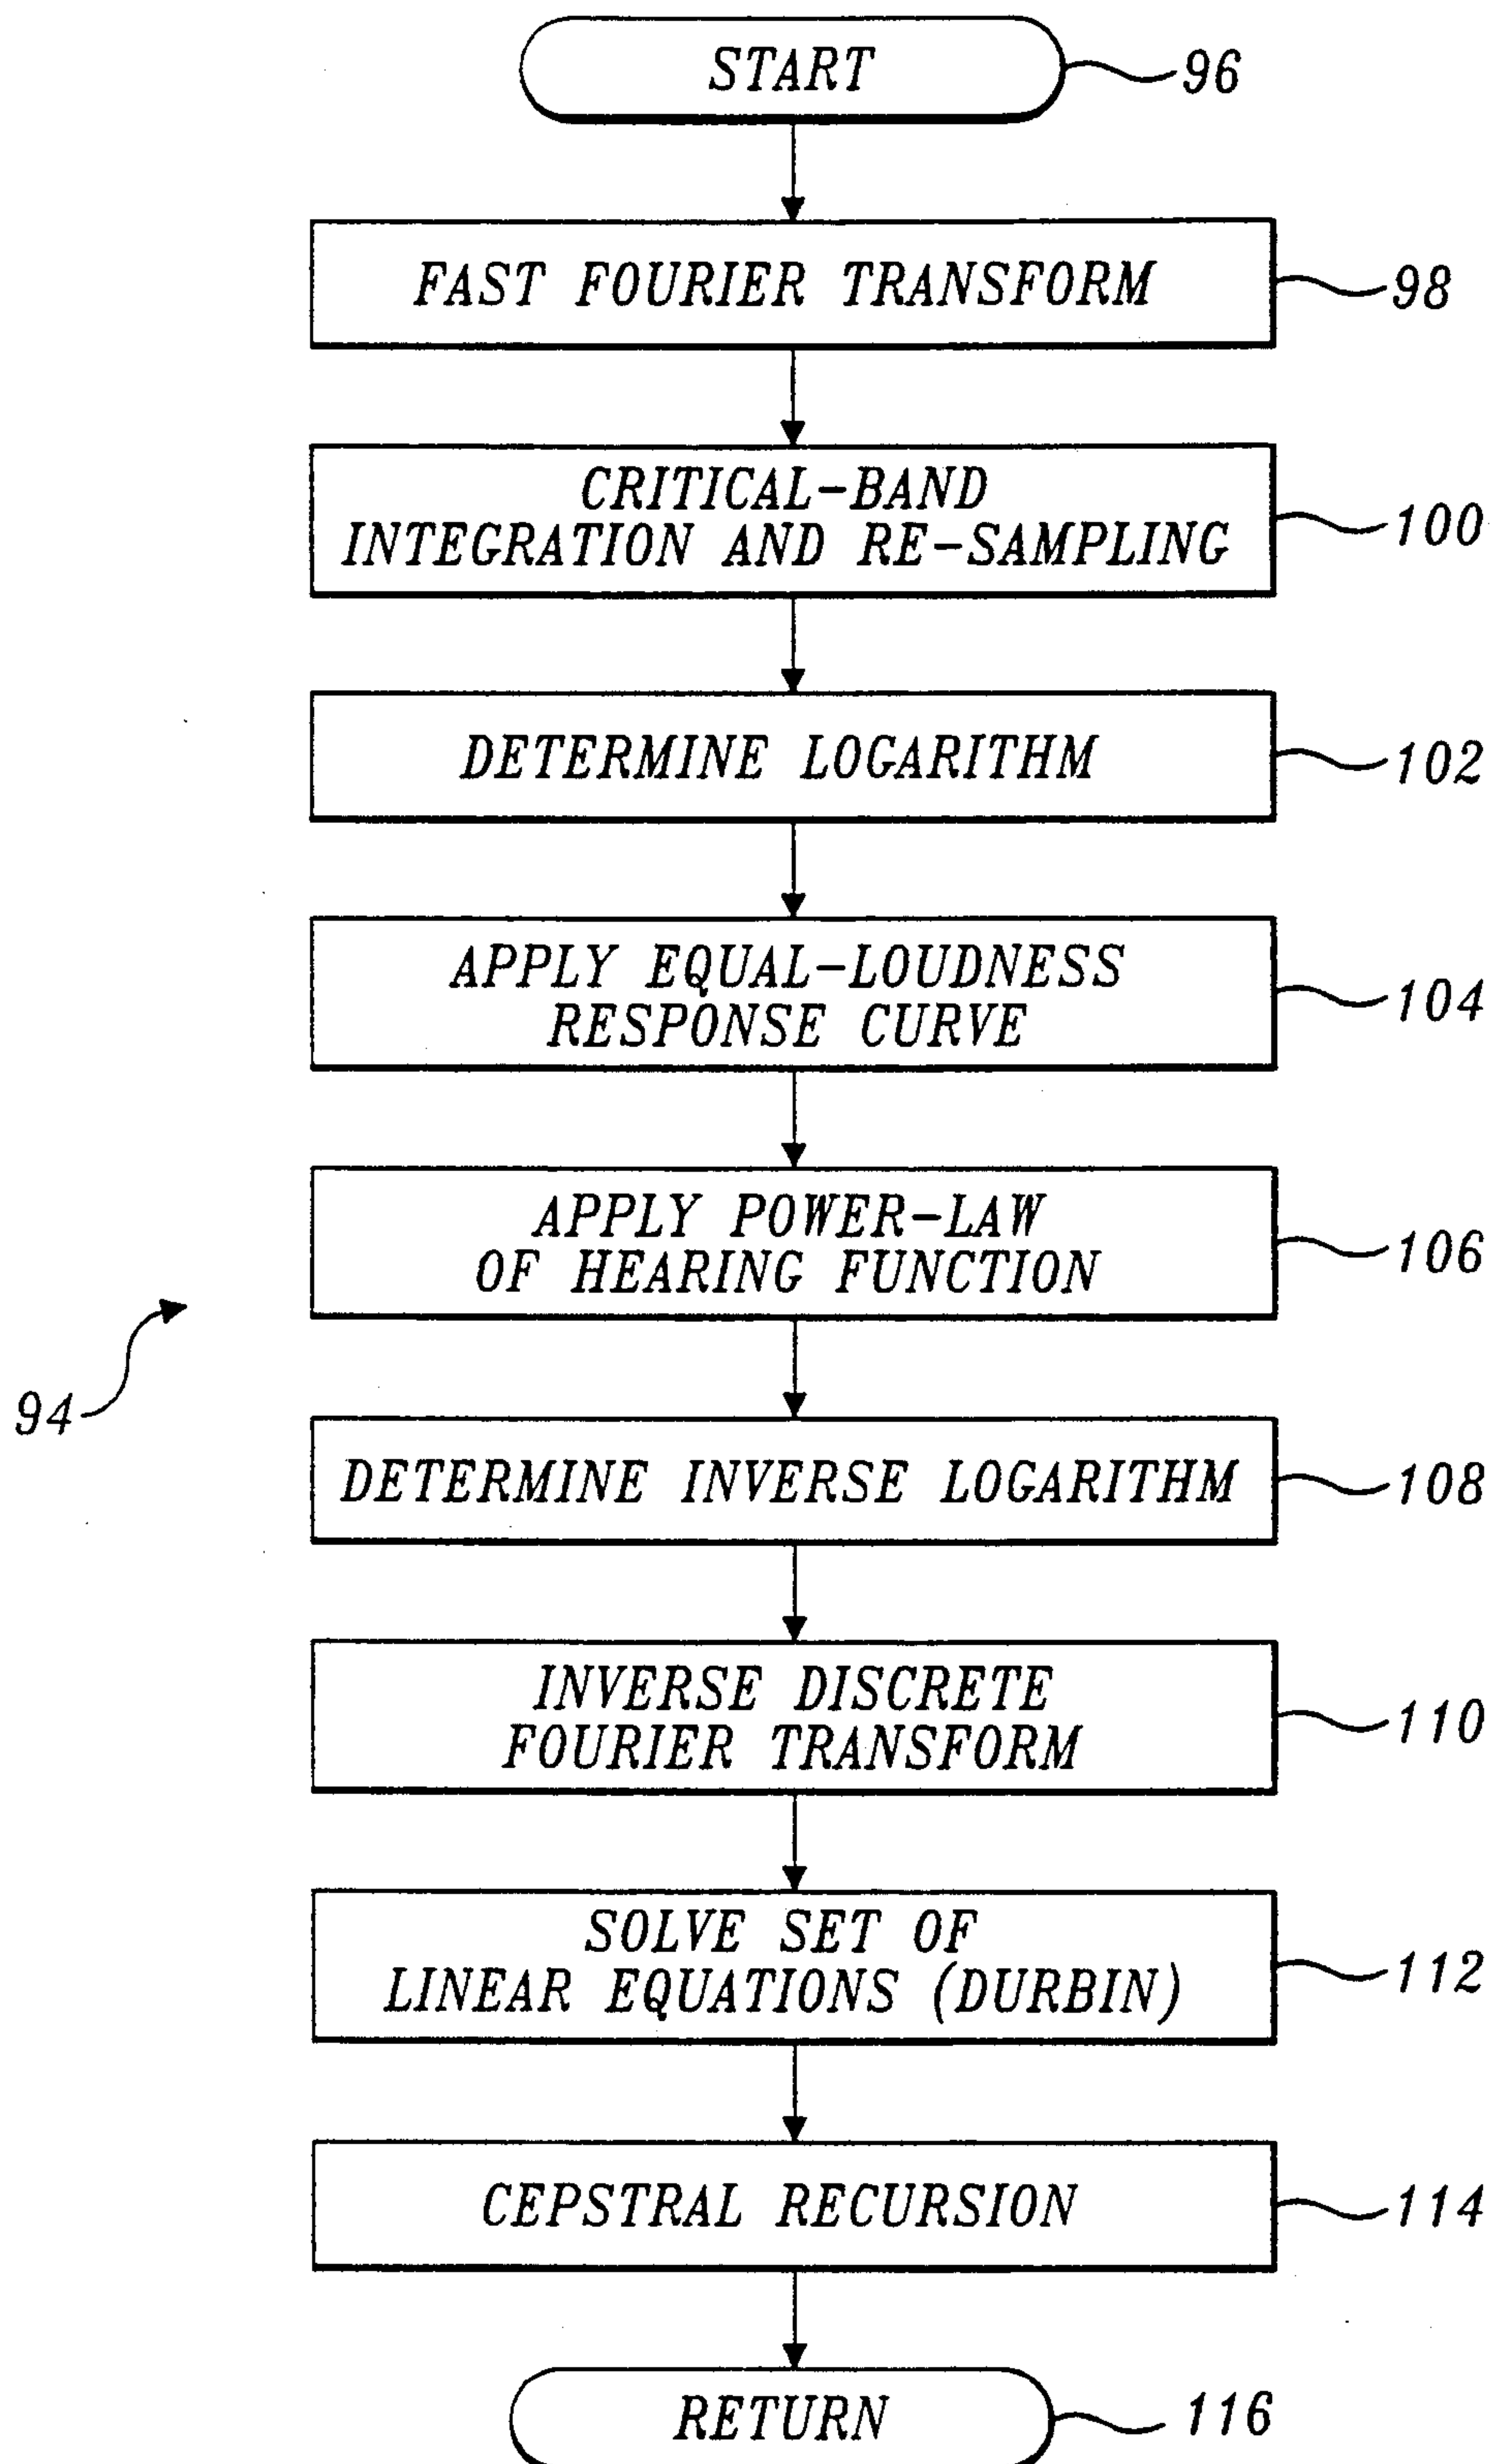 START
96
FAST FOURIER TRANSFORM
98
CRITICAL-BAND
INTEGRATION AND RE-SAMPLING
100
DETERMINE LOGARITHM
102
APPLY EQUAL-LOUDNESS
RESPONSE CURVE
104
APPLY POWER-LAW
OF HEARING FUNCTION
106
94
DETERMINE INVERSE LOGARITHM
108
INVERSE DISCRETE
FOURIER TRANSFORM
110
SOLVE SET OF
LINEAR EQUATIONS (DURBIN)
112
CEPSTRAL RECURSION
114
RETURN
116